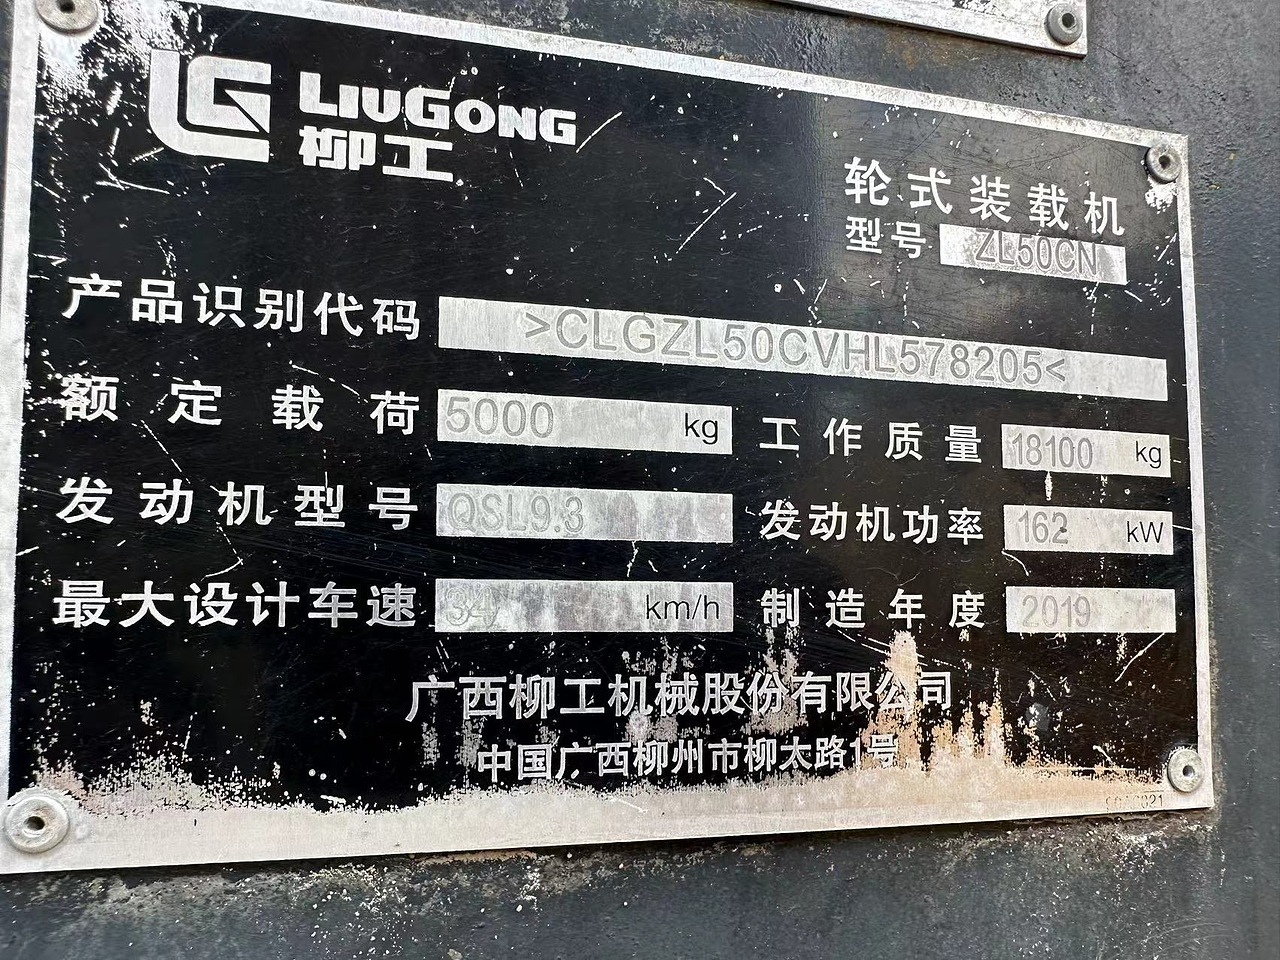 LG LIUGONG
柳工
轮式装载机
型号 ZL50CN
产品识别代码 >CLGZL50CVHL578205<
额定载荷 5000 kg 工作质量 18100 kg
发动机型号 QSL9.3 发动机功率 162 kW
最大设计车速 34 km/h 制造年度 2019
广西柳工机械股份有限公司
中国广西柳州市柳太路1号